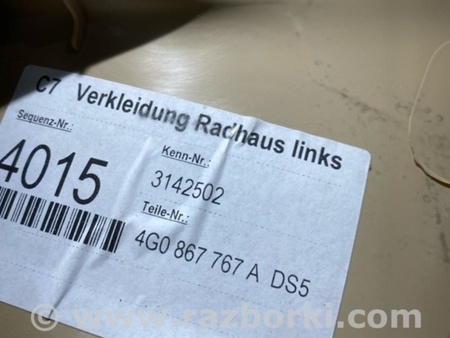 C7 Verkleidung Radhaus links
Sequenz-Nr.:
4015
Kenn-Nr.:
3142502
Teile-Nr.:
4G0 867 767 A DS5
© www.razborki.com